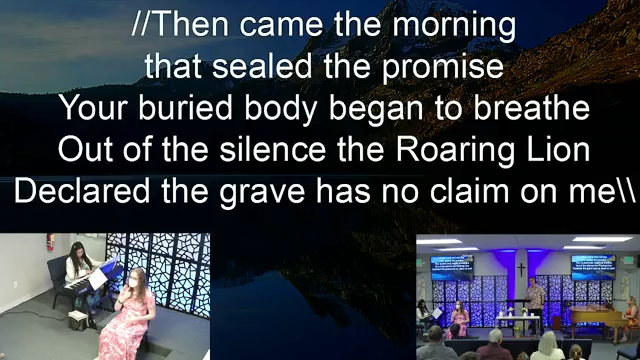 //Then came the morning
that sealed the promise
Your buried body began to breathe
Out of the silence the Roaring Lion
Declared the grave has no claim on me\\